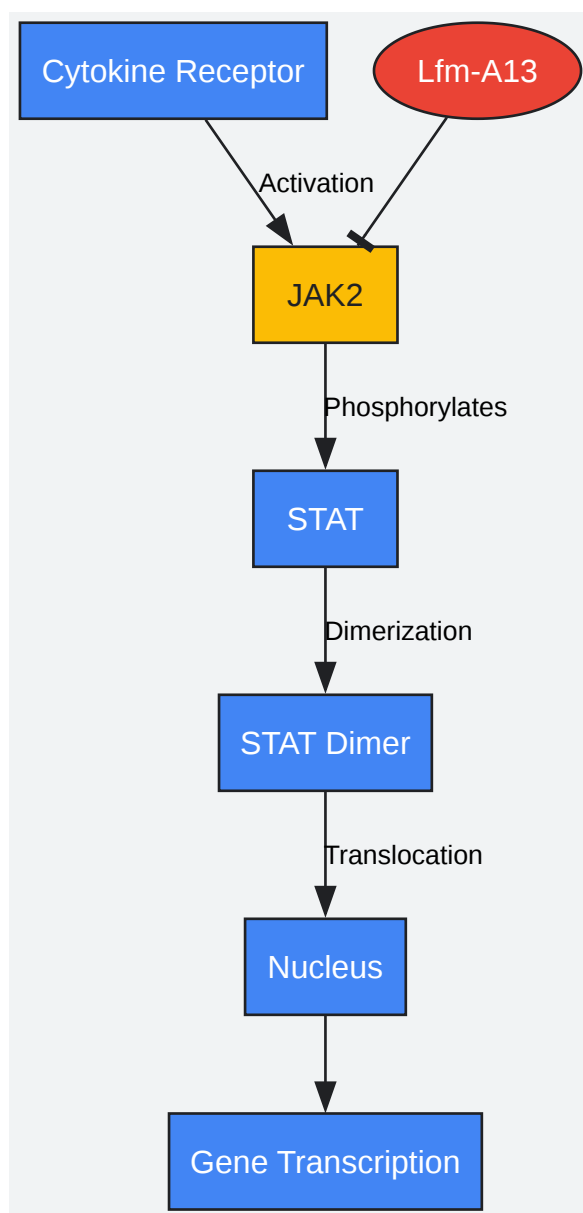 Cytokine Receptor
Lfm-A13
Activation
JAK2
Phosphorylates
STAT
Dimerization
STAT Dimer
Translocation
Nucleus
Gene Transcription